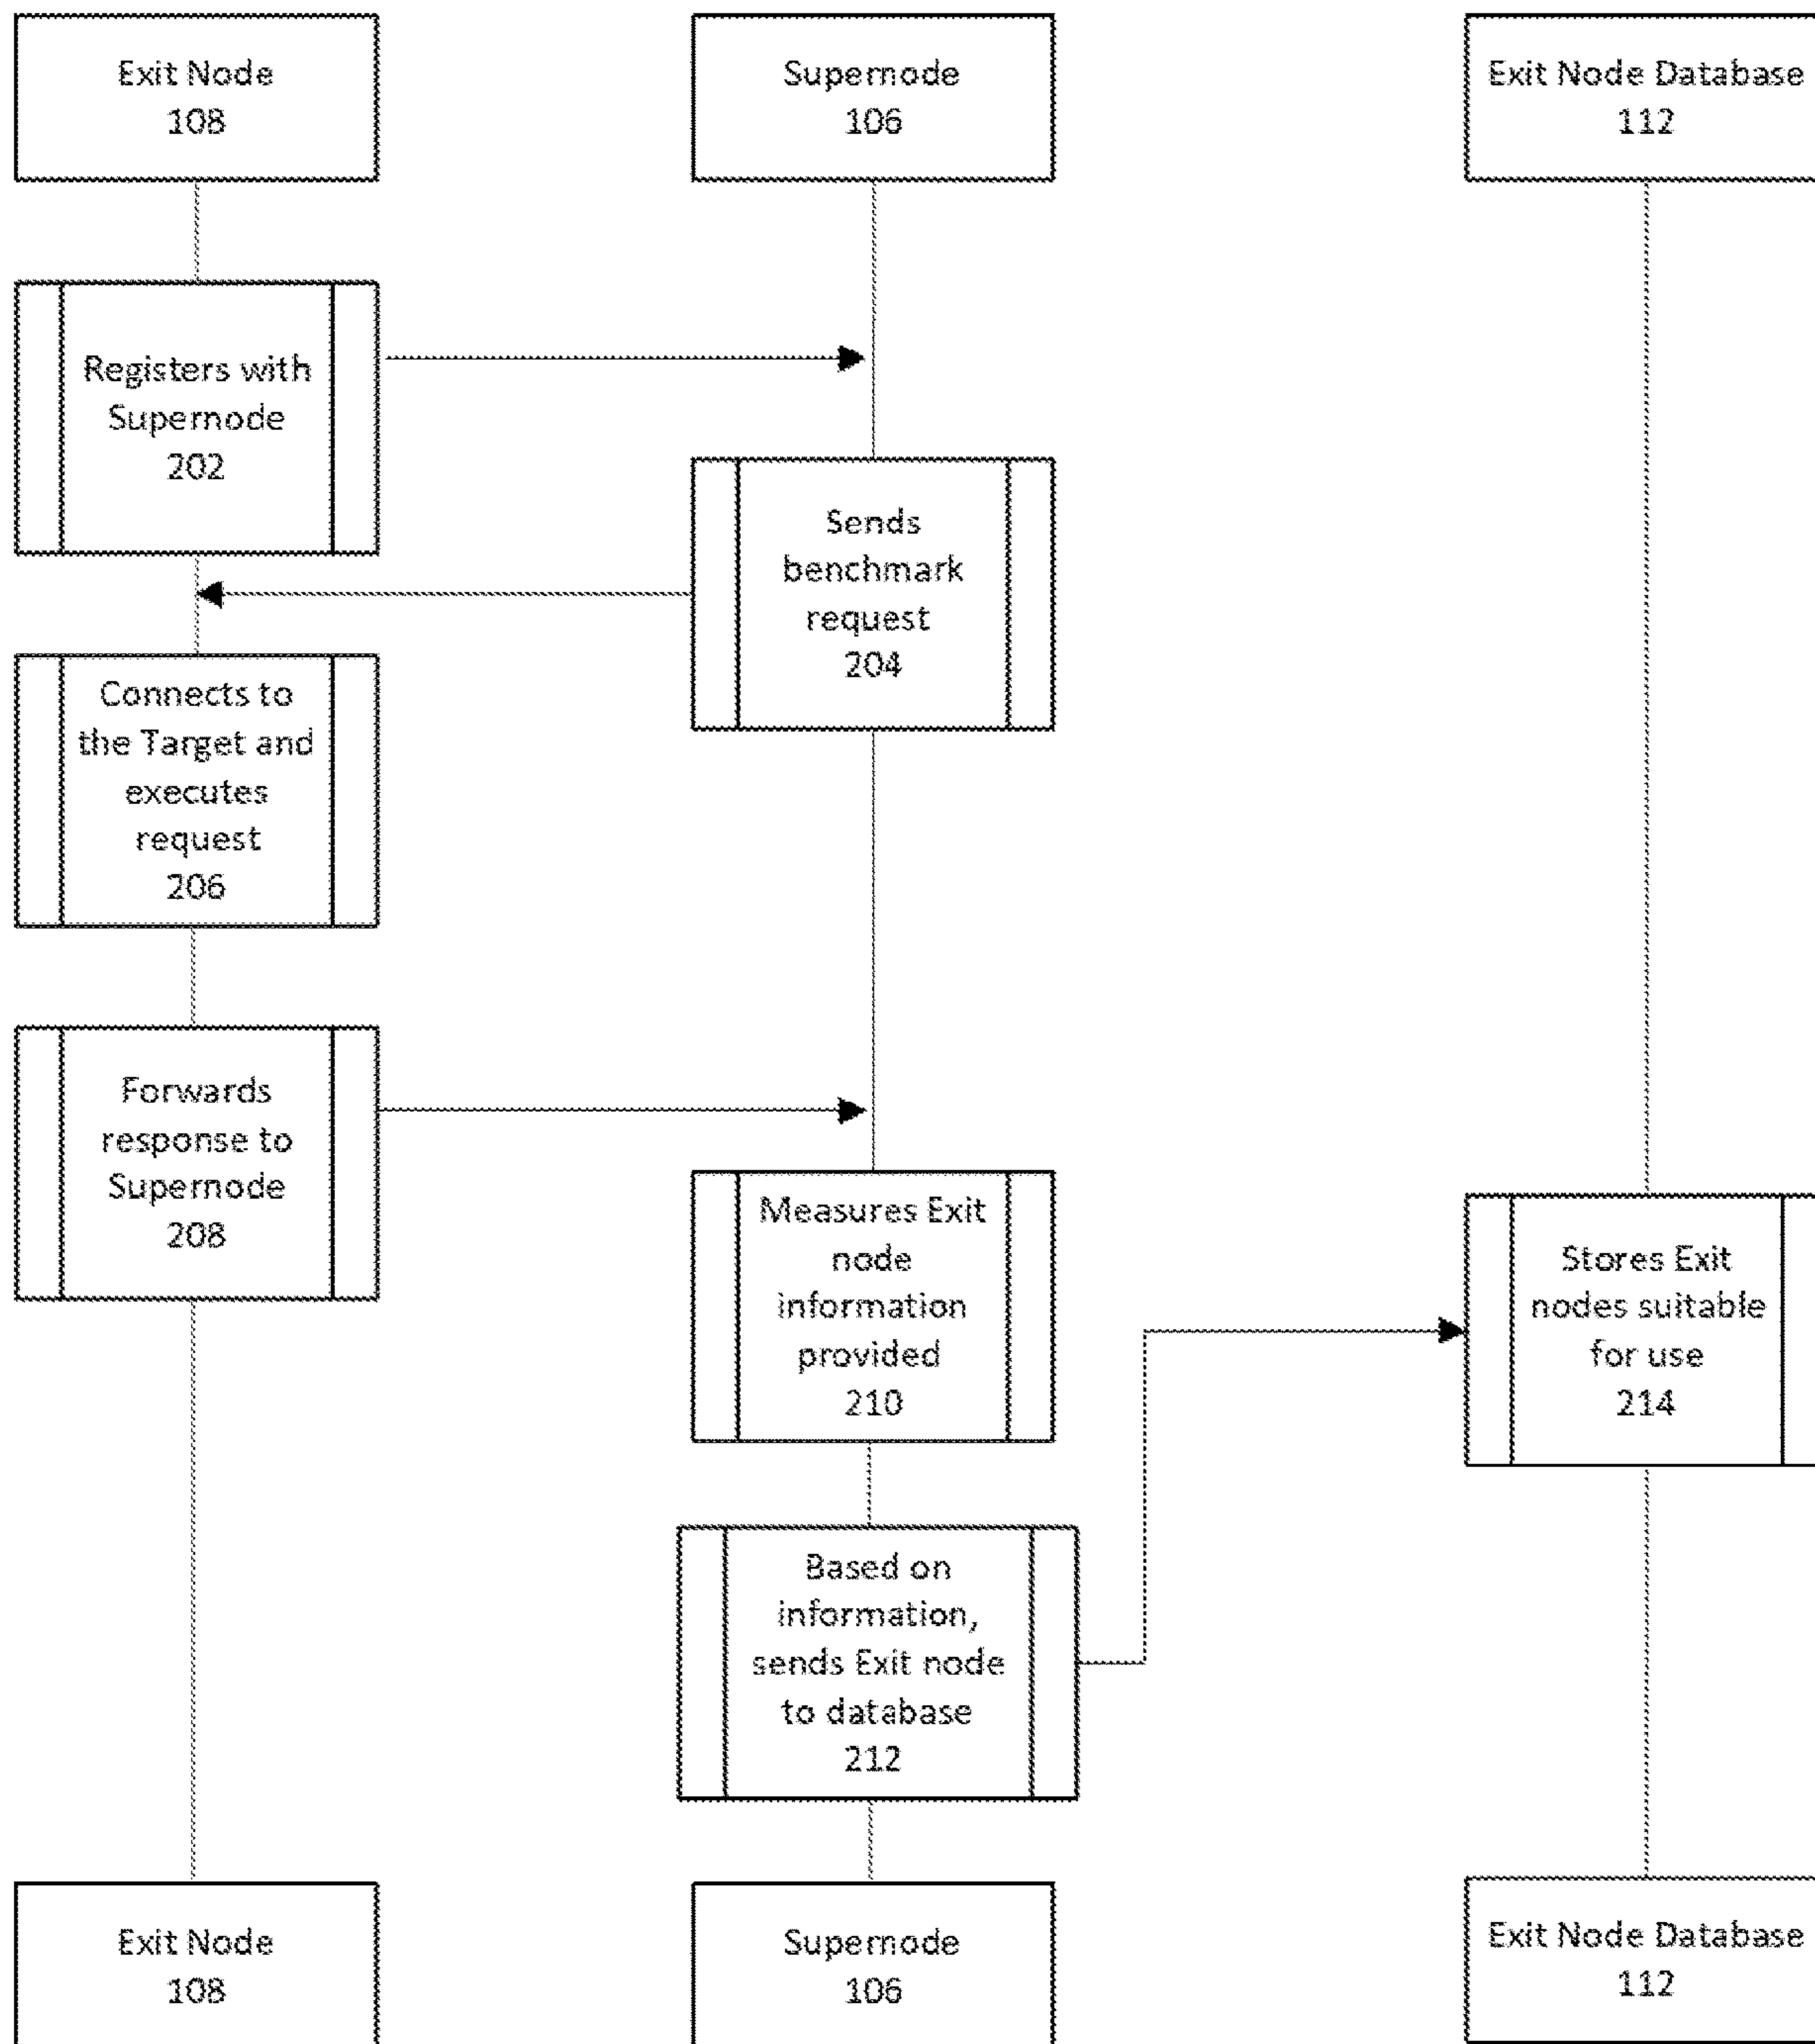 Exit Node
108
Supernode
106
Exit Node Database
112
Registers with
Supernode
202
Sends
benchmark
request
204
Connects to
the Target and
executes
request
206
Forwards
response to
Supernode
208
Measures Exit
node
information
provided
210
Stores Exit
nodes suitable
for use
214
Based on
information,
sends Exit node
to database
212
Exit Node
108
Supernode
106
Exit Node Database
112